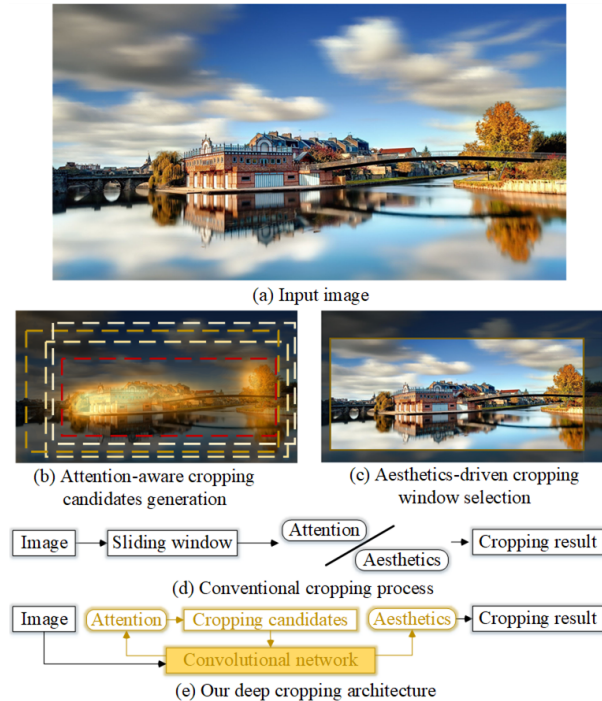 (a) Input image
(b) Attention-aware cropping
candidates generation
(c) Aesthetics-driven cropping
window selection
Image
Sliding window
Attention
Aesthetics
Cropping result
(d) Conventional cropping process
Image
Attention
Cropping candidates
Aesthetics
Cropping result
Convolutional network
(e) Our deep cropping architecture